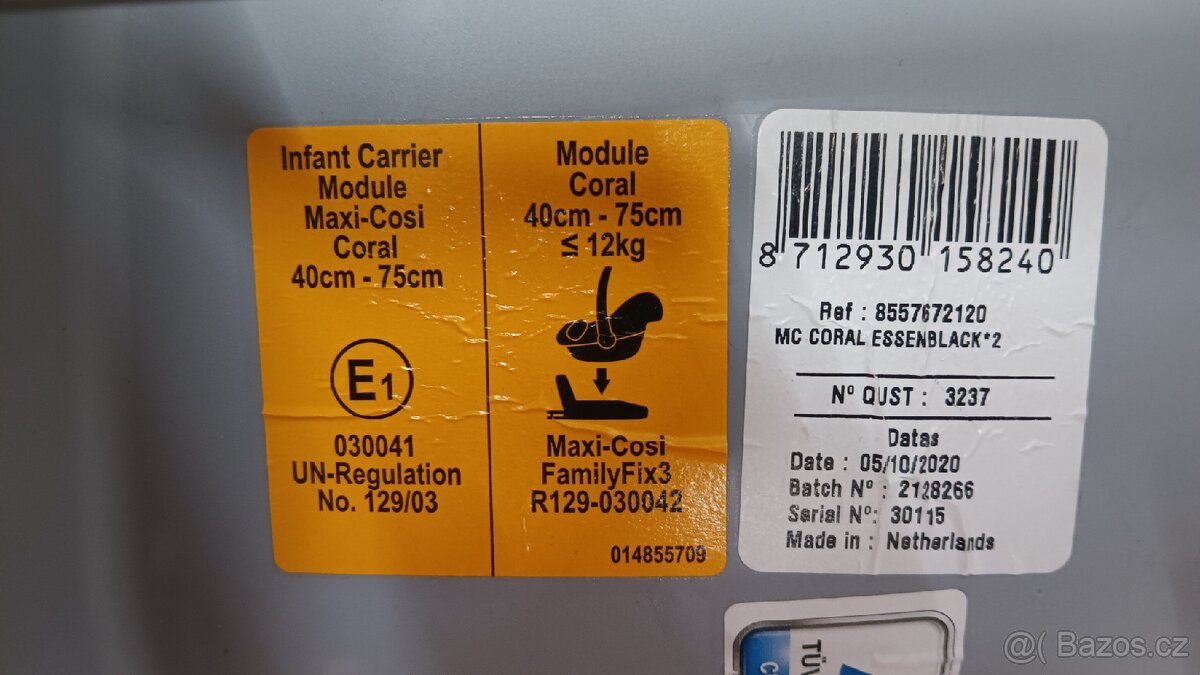 Infant Carrier
Module
Maxi-Cosi
Coral
40cm - 75cm
E1
030041
UN-Regulation
No. 129/03
Module
Coral
40cm - 75cm
≤ 12kg
Maxi-Cosi
FamilyFix3
R129-030042
014855709
8 712930 158240
Ref : 8557672120
MC CORAL ESSENBLACK*2
Nº QUST : 3237
Datas
Date : 05/10/2020
Batch Nº : 2128266
Serial Nº: 30115
Made in : Netherlands
TÜV
@( Bazos.cz